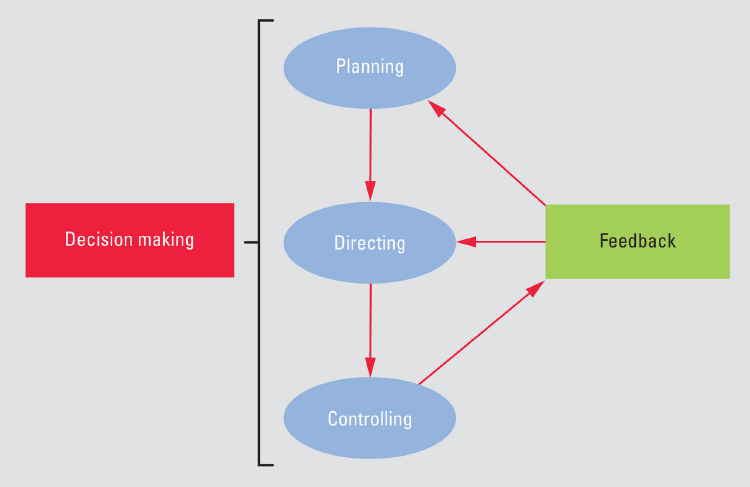 Planning
Decision making
Directing
Feedback
Controlling